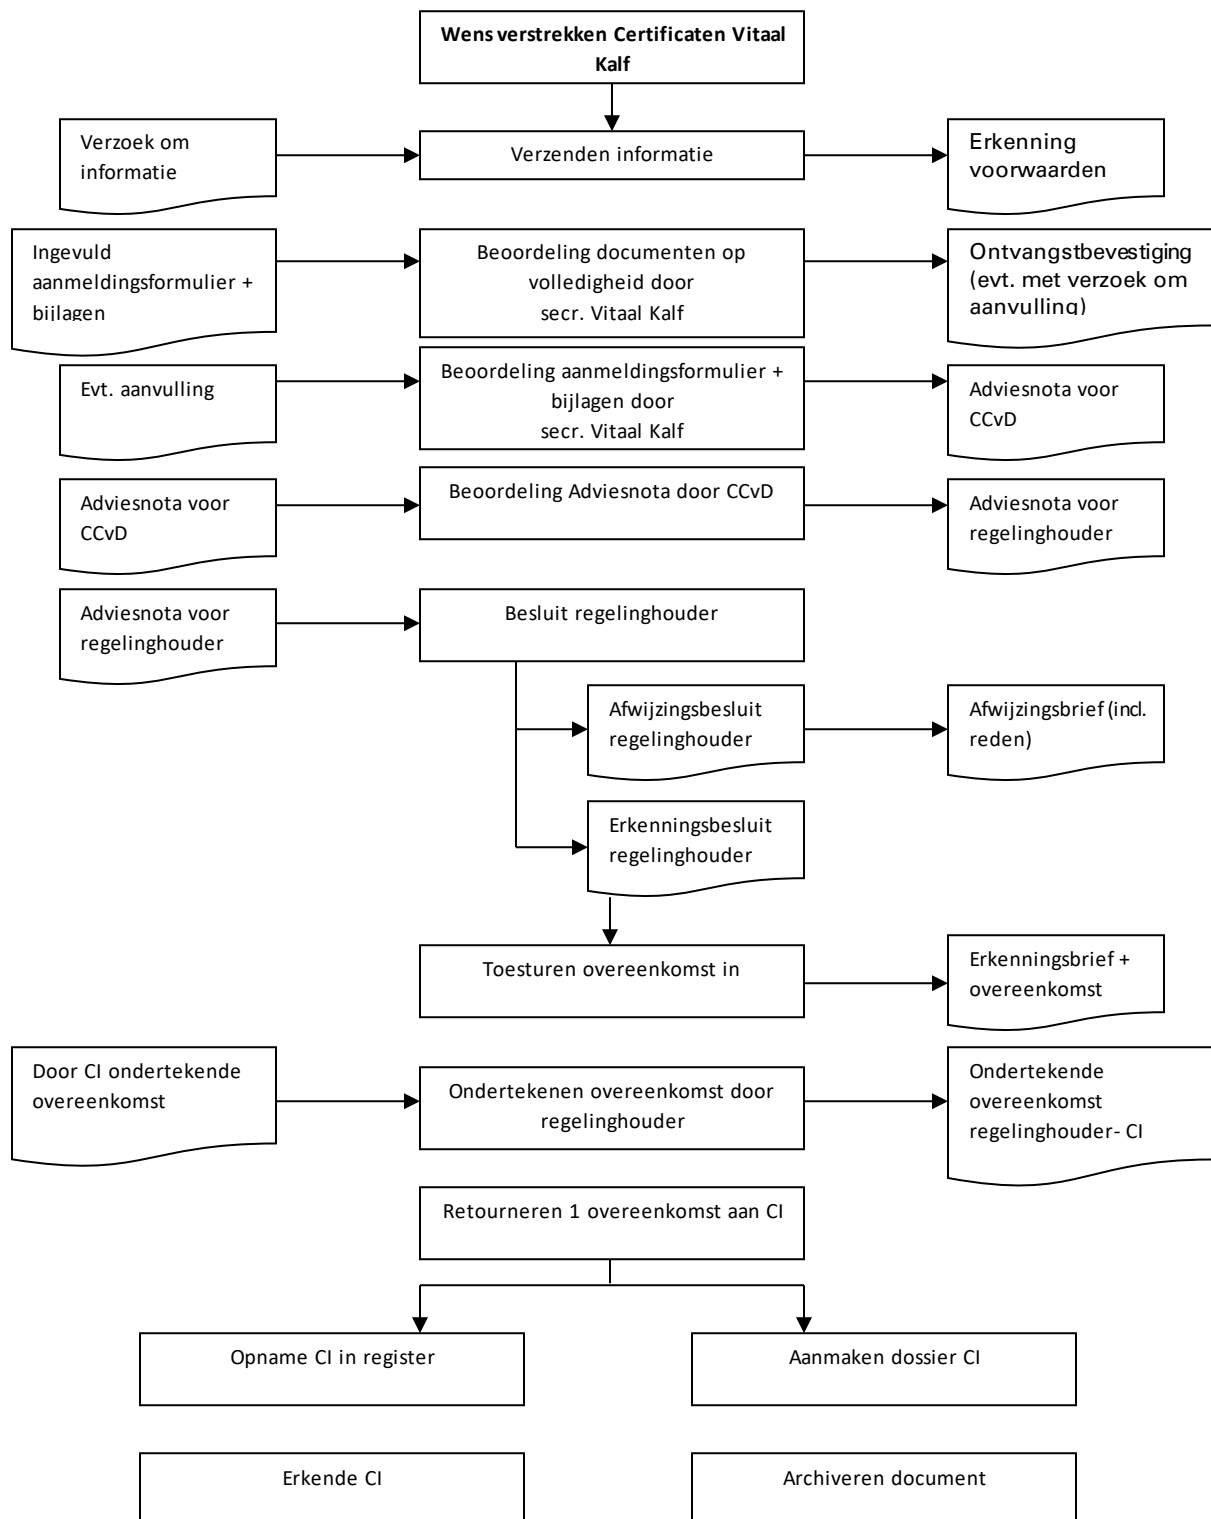 Wens verstrekken Certificaten Vitaal
Kalf
Verzoek om
informatie
Verzenden informatie
Erkenning
voorwaarden
Ingevuld
aanmeldingsformulier +
bijlagen
Beoordeling documenten op
volledigheid door
secr. Vitaal Kalf
Ontvangstbevestiging
(evt. met verzoek om
aanvulling)
Evt. aanvulling
Beoordeling aanmeldingsformulier +
bijlagen door
secr. Vitaal Kalf
Adviesnota voor
CCvD
Adviesnota voor
CCvD
Beoordeling Adviesnota door CCvD
Adviesnota voor
regelinghouder
Adviesnota voor
regelinghouder
Besluit regelinghouder
Afwijzingsbesluit
regelinghouder
Afwijzingsbrief (incl.
reden)
Erkenningsbesluit
regelinghouder
Toesturen overeenkomst in
Erkenningsbrief +
overeenkomst
Door CI ondertekende
overeenkomst
Ondertekenen overeenkomst door
regelinghouder
Ondertekende
overeenkomst
regelinghouder- CI
Retourneren 1 overeenkomst aan CI
Opname CI in register
Aanmaken dossier CI
Erkende CI
Archiveren document